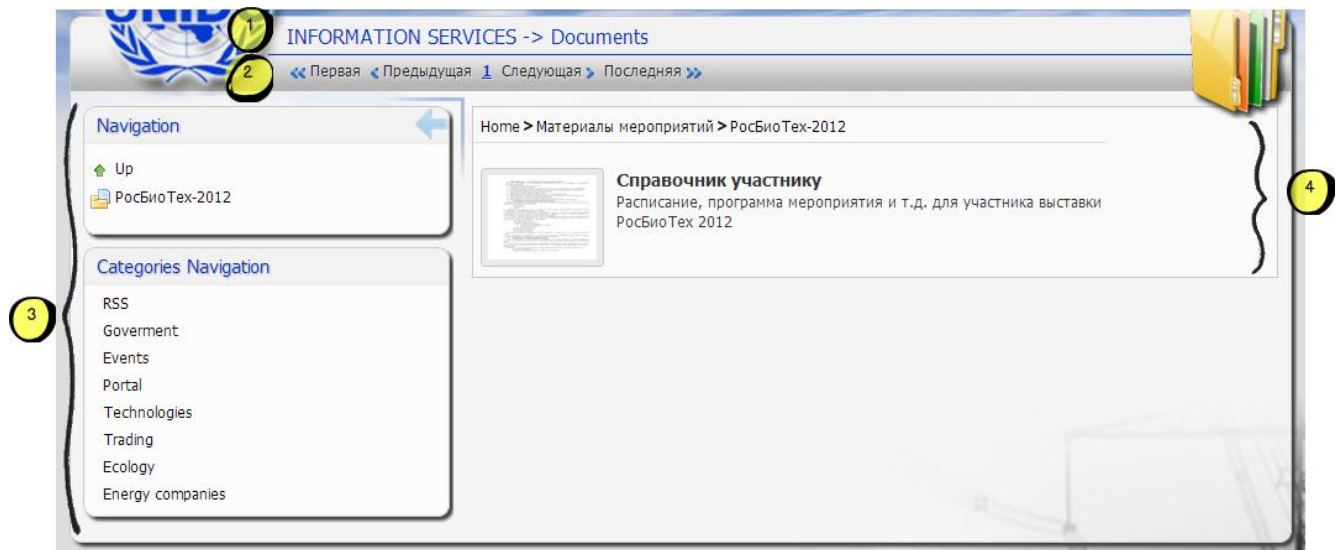 UNIDO
1
INFORMATION SERVICES -> Documents
2
Первая Предыдущая 1 Следующая Последняя
Navigation
Up
РосБиоТех-2012
Categories Navigation
RSS
Goverment
Events
Portal
Technologies
Trading
Ecology
Energy companies
3
Home > Материалы мероприятий > РосБиоТех-2012
Справочник участнику
Расписание, программа мероприятия и т.д. для участника выставки
РосБиоТех 2012
4